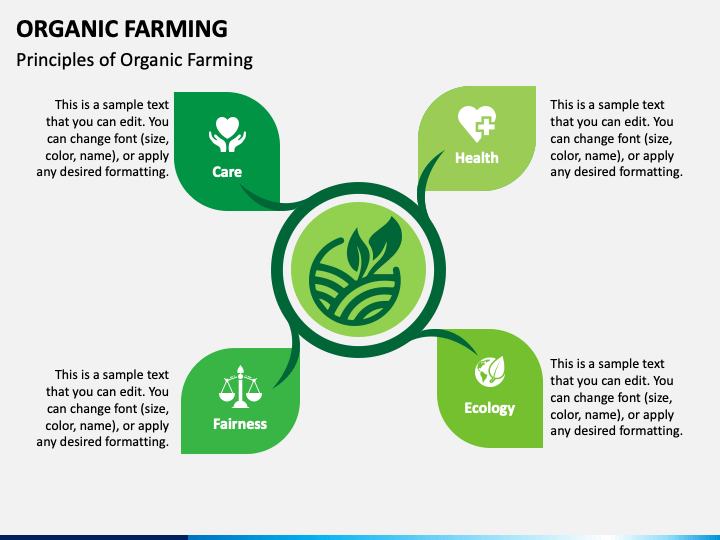 ORGANIC FARMING
Principles of Organic Farming
This is a sample text
that you can edit. You
can change font (size,
color, name), or apply
any desired formatting.
Care
Health
This is a sample text
that you can edit. You
can change font (size,
color, name), or apply
any desired formatting.
This is a sample text
that you can edit. You
can change font (size,
color, name), or apply
any desired formatting.
Fairness
Ecology
This is a sample text
that you can edit. You
can change font (size,
color, name), or apply
any desired formatting.